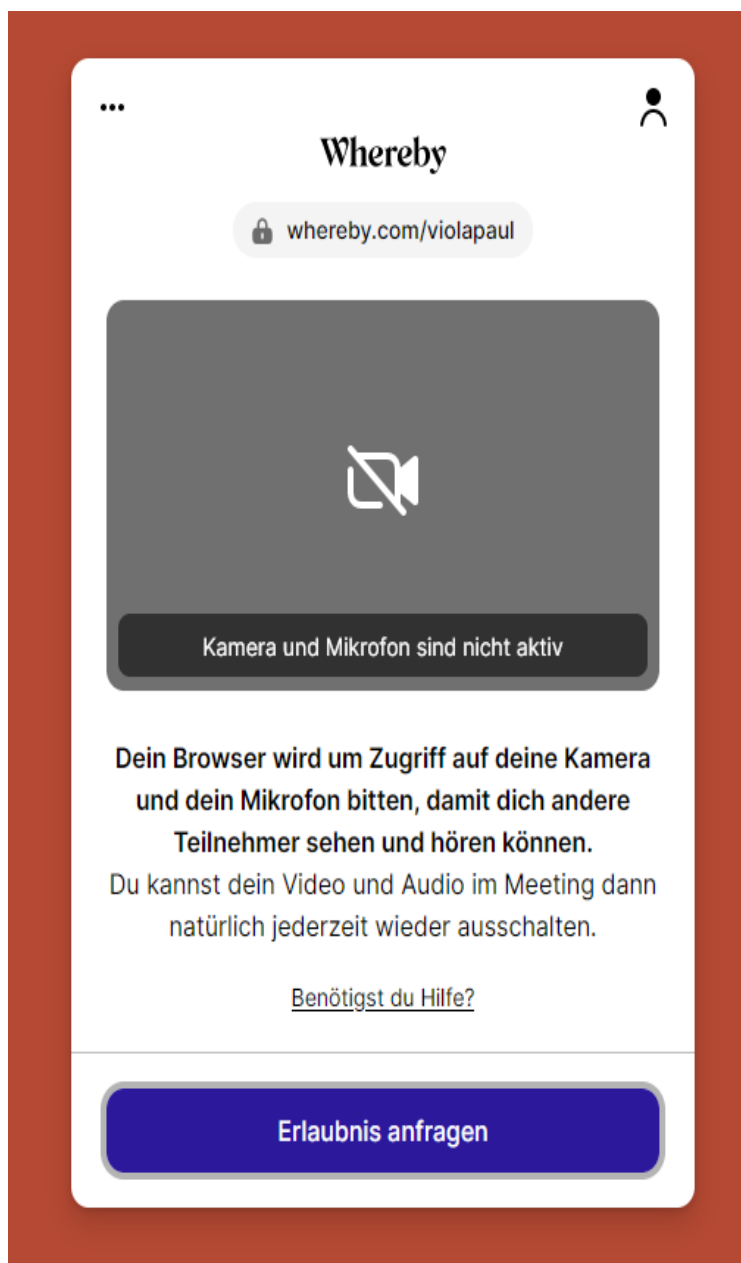 Whereby
whereby.com/violapaul
Kamera und Mikrofon sind nicht aktiv
Dein Browser wird um Zugriff auf deine Kamera
und dein Mikrofon bitten, damit dich andere
Teilnehmer sehen und hören können.
Du kannst dein Video und Audio im Meeting dann
natürlich jederzeit wieder ausschalten.
Benötigst du Hilfe?
Erlaubnis anfragen